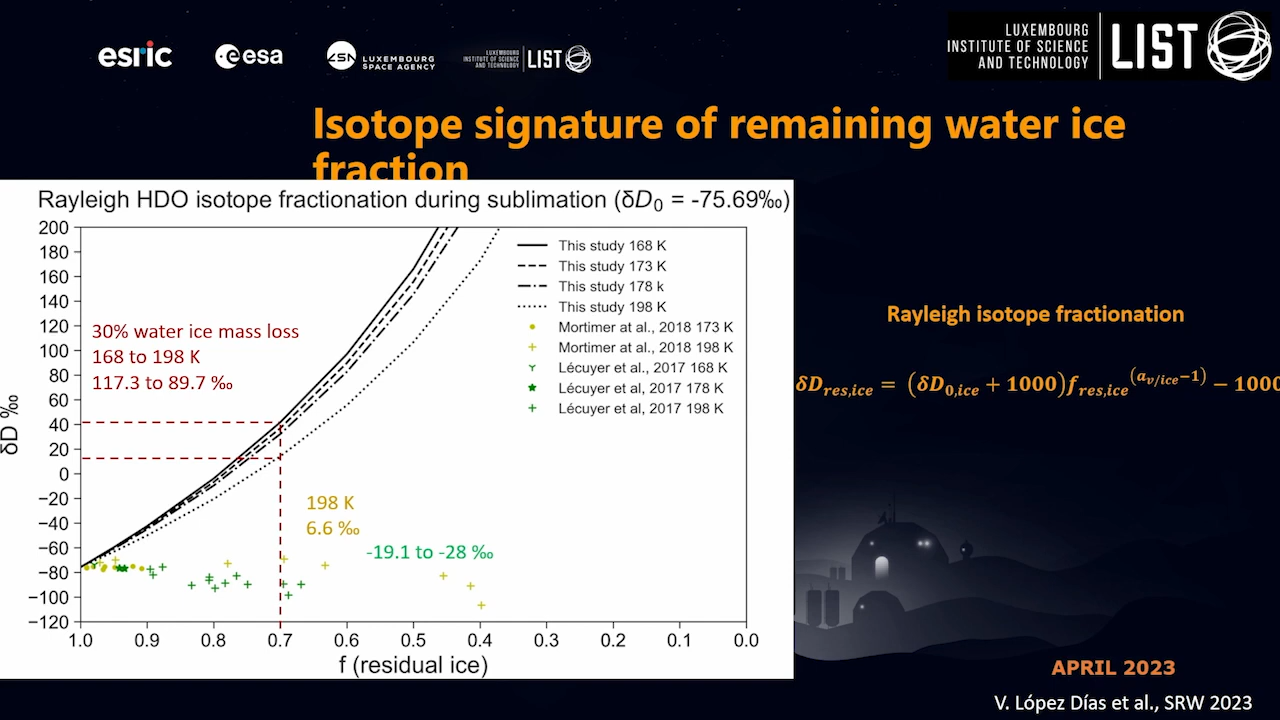 esric
esa
LSA LUXEMBOURG
SPACE AGENCY
LUXEMBOURG
INSTITUTE OF SCIENCE
AND TECHNOLOGY
LIST
LUXEMBOURG
INSTITUTE OF SCIENCE
AND TECHNOLOGY
LIST
Isotope signature of remaining water ice
fraction
Rayleigh HDO isotope fractionation during sublimation (δD₀ = -75.69‰)
200
180
160
140
120
100
80
60
40
20
0
−20
−40
−60
−80
−100
−120
δD ‰
This study 168 K
This study 173 K
This study 178 k
This study 198 K
Mortimer at al., 2018 173 K
Mortimer at al., 2018 198 K
Lécuyer et al., 2017 168 K
Lécuyer et al., 2017 178 K
Lécuyer et al, 2017 198 K
30% water ice mass loss
168 to 198 K
117.3 to 89.7 ‰
198 K
6.6 ‰
-19.1 to -28 ‰
1.0 0.9 0.8 0.7 0.6 0.5 0.4 0.3 0.2 0.1 0.0
f (residual ice)
Rayleigh isotope fractionation
δD_res,ice = (δD_0,ice + 1000)f_res,ice^(a_v/ice−1) − 1000
APRIL 2023
V. López Días et al., SRW 2023